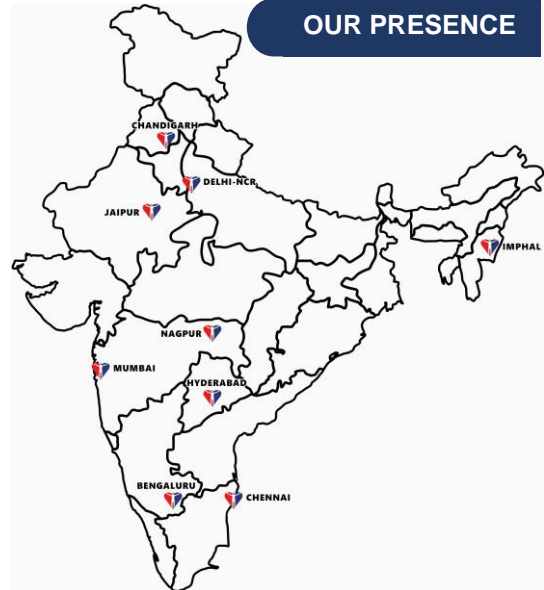 OUR PRESENCE
CHANDIGARH
DELHI-NCR
JAIPUR
IMPHAL
NAGPUR
MUMBAI
HYDERABAD
BENGALURU
CHENNAI